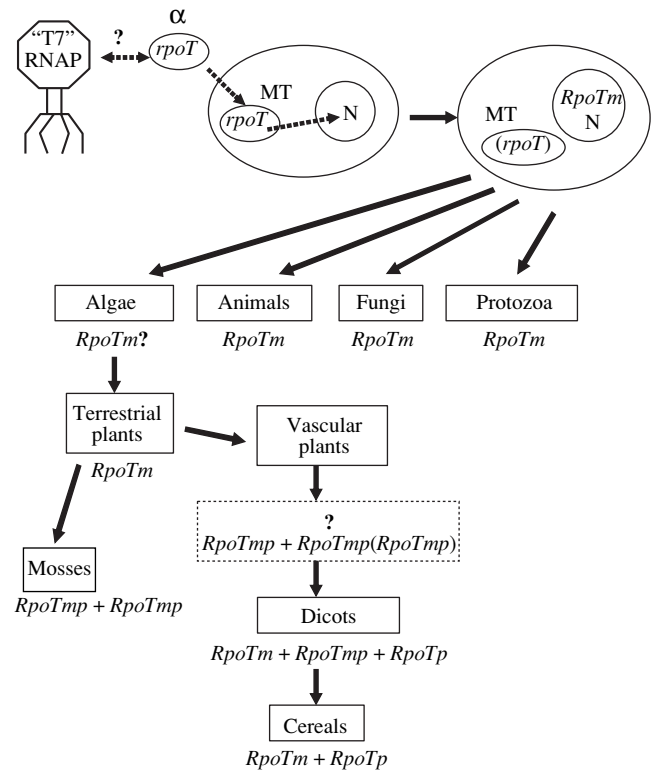 α
?
"T7"
RNAP
rpoT
MT
rpoT
N
MT
(rpoT)
RpoTm
N
Algae
Animals
Fungi
Protozoa
RpoTm?
RpoTm
RpoTm
RpoTm
Terrestrial
plants
RpoTm
Vascular
plants
?
RpoTmp + RpoTmp(RpoTmp)
Mosses
RpoTmp + RpoTmp
Dicots
RpoTm + RpoTmp + RpoTp
Cereals
RpoTm + RpoTp